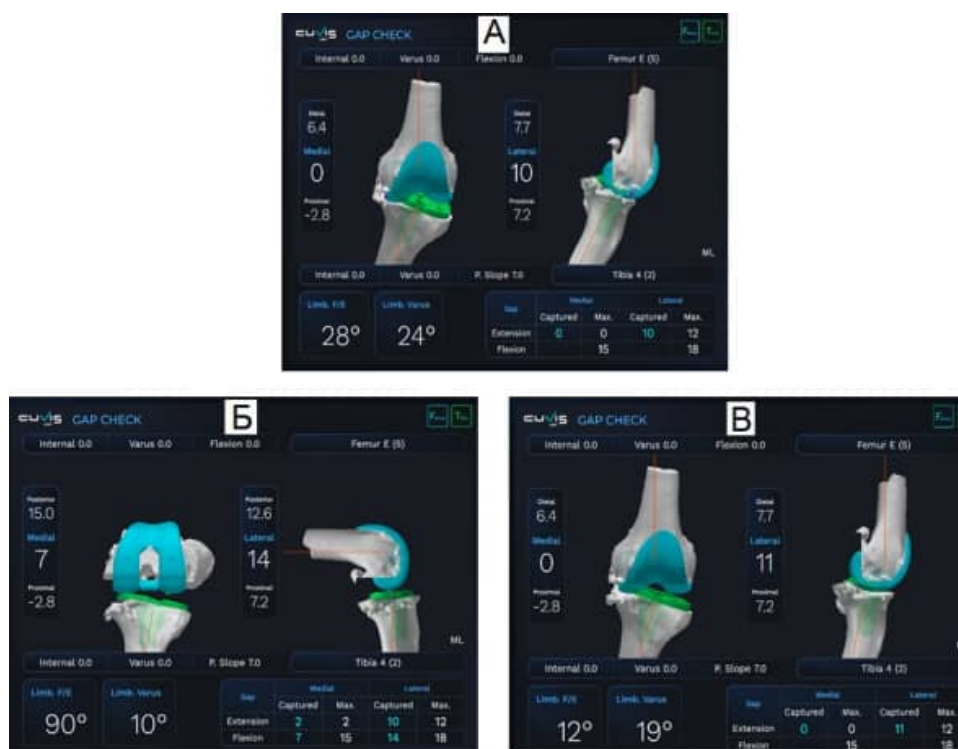 cuvis GAP CHECK
А
Internal 0.0 Varus 0.0 Flexion 0.0 Femur E (5)
Distal
6.4
Medial
0
Proximal
-2.8
Distal
7.7
Lateral
10
Proximal
7.2
ML
Internal 0.0 Varus 0.0 P. Slope 7.0 Tibia 4 (2)
Limb. F/E
28°
Limb. Varus
24°
Gap Medial Lateral
Captured Max. Captured Max.
Extension 0 0 10 12
Flexion 15 18
cuvis GAP CHECK
Б
Internal 0.0 Varus 0.0 Flexion 0.0 Femur E (5)
Posterior
15.0
Medial
7
Proximal
-2.8
Posterior
12.6
Lateral
14
Proximal
7.2
ML
Internal 0.0 Varus 0.0 P. Slope 7.0 Tibia 4 (2)
Limb. F/E
90°
Limb. Varus
10°
Gap Medial Lateral
Captured Max. Captured Max.
Extension 2 2 10 12
Flexion 7 15 14 18
cuvis GAP CHECK
В
Internal 0.0 Varus 0.0 Flexion 0.0 Femur E (5)
Distal
6.4
Medial
0
Proximal
-2.8
Distal
7.7
Lateral
11
Proximal
7.2
ML
Internal 0.0 Varus 0.0 P. Slope 7.0 Tibia 4 (2)
Limb. F/E
12°
Limb. Varus
19°
Gap Medial Lateral
Captured Max. Captured Max.
Extension 0 0 11 12
Flexion 15 18